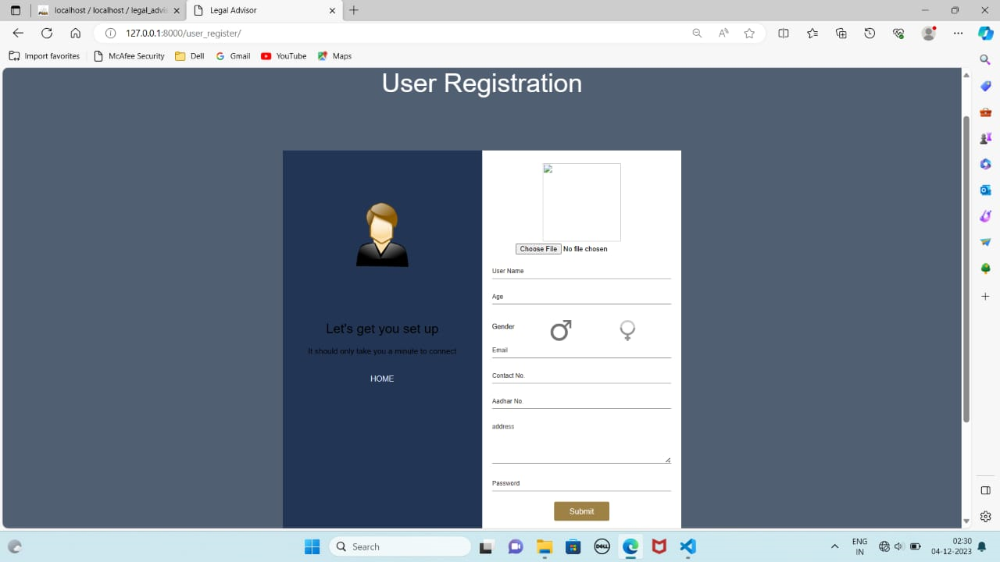 localhost / localhost / legal_advis
Legal Advisor
127.0.0.1:8000/user_register/
Import favorites
McAfee Security
Dell
Gmail
YouTube
Maps
User Registration
Choose File No file chosen
User Name
Age
Gender
Email
Contact No.
Aadhar No.
address
Password
Submit
Let's get you set up
It should only take you a minute to connect
HOME
Search
DELL
ENG
IN
02:30
04-12-2023